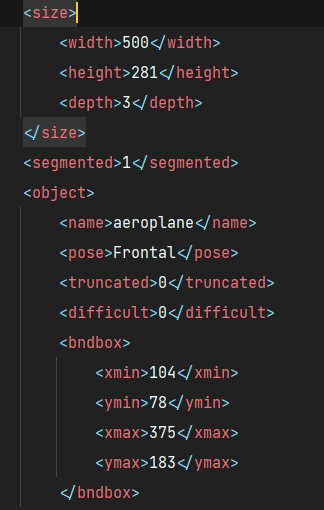 <size>
<width>500</width>
<height>281</height>
<depth>3</depth>
</size>
<segmented>1</segmented>
<object>
<name>aeroplane</name>
<pose>Frontal</pose>
<truncated>0</truncated>
<difficult>0</difficult>
<bndbox>
<xmin>104</xmin>
<ymin>78</ymin>
<xmax>375</xmax>
<ymax>183</ymax>
</bndbox>